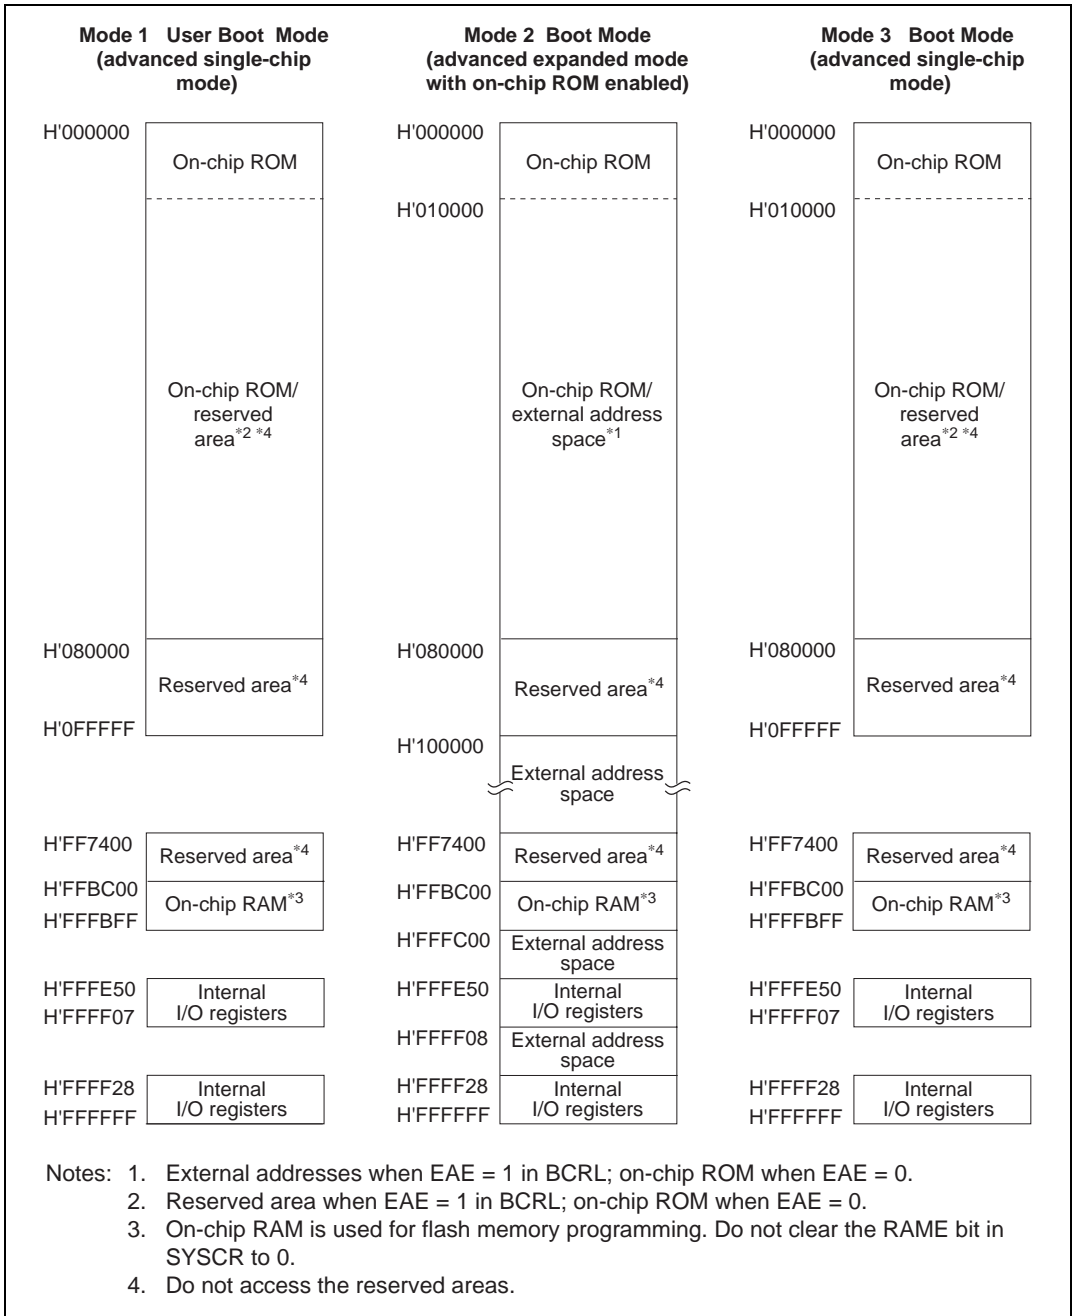 Mode 1 User Boot Mode
(advanced single-chip
mode)
H'000000
On-chip ROM
On-chip ROM/
reserved
area*2 *4
H'080000
Reserved area*4
H'0FFFFF
H'FF7400
Reserved area*4
H'FFBC00
On-chip RAM*3
H'FFFBFF
H'FFFE50
Internal
I/O registers
H'FFFF07
H'FFFF28
Internal
I/O registers
H'FFFFFF
Mode 2 Boot Mode
(advanced expanded mode
with on-chip ROM enabled)
H'000000
On-chip ROM
H'010000
On-chip ROM/
external address
space*1
H'080000
Reserved area*4
H'100000
External address
space
H'FF7400
Reserved area*4
H'FFBC00
On-chip RAM*3
H'FFFC00
External address
space
H'FFFE50
Internal
I/O registers
H'FFFF08
External address
space
H'FFFF28
Internal
I/O registers
H'FFFFFF
Mode 3 Boot Mode
(advanced single-chip
mode)
H'000000
On-chip ROM
H'010000
On-chip ROM/
reserved
area*2 *4
H'080000
Reserved area*4
H'0FFFFF
H'FF7400
Reserved area*4
H'FFBC00
On-chip RAM*3
H'FFFBFF
H'FFFE50
Internal
I/O registers
H'FFFF07
H'FFFF28
Internal
I/O registers
H'FFFFFF
Notes: 1. External addresses when EAE = 1 in BCRL; on-chip ROM when EAE = 0.
2. Reserved area when EAE = 1 in BCRL; on-chip ROM when EAE = 0.
3. On-chip RAM is used for flash memory programming. Do not clear the RAME bit in
SYSCR to 0.
4. Do not access the reserved areas.